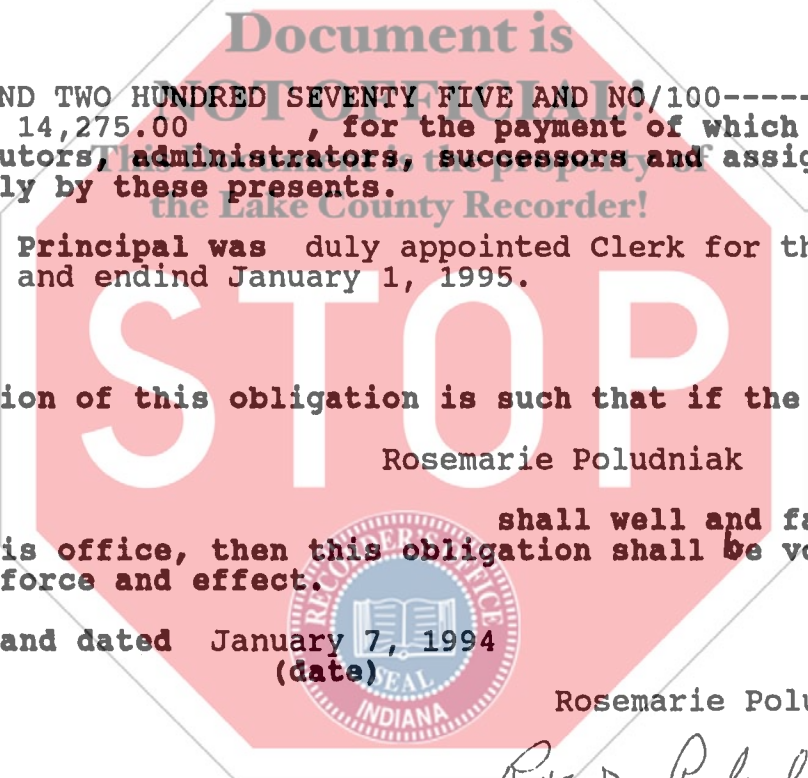 Document is
NOT OFFICIAL!
ND TWO HUNDRED SEVENTY FIVE AND NO/100-----
14,275.00 , for the payment of which
utors, administrators, successors and assig
This Document is the property of
ly by these presents.
the Lake County Recorder!
Principal was duly appointed Clerk for th
and endind January 1, 1995.
STOP
ion of this obligation is such that if the
Rosemarie Poludniak
shall well and fa
is office, then this obligation shall be vo
force and effect.
RECORDER'S OFFICE
and dated January 7, 1994
(date)
SEAL
INDIANA
Rosemarie Polu